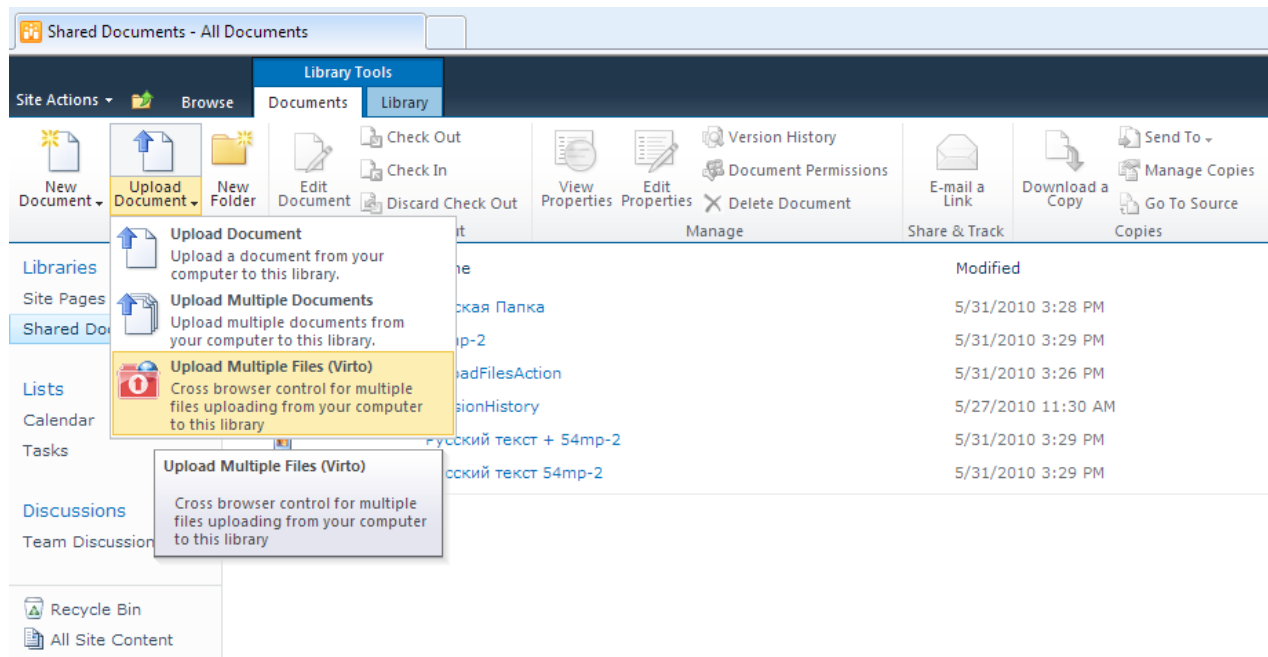 Shared Documents - All Documents
Library Tools
Site Actions Browse Documents Library
New Document
Upload Document
New Folder
Edit Document
Check Out
Check In
Discard Check Out
View Properties
Edit Properties
Version History
Document Permissions
Delete Document
Manage
E-mail a Link
Share & Track
Download a Copy
Send To
Manage Copies
Go To Source
Copies
Upload Document
Upload a document from your
computer to this library.
Upload Multiple Documents
Upload multiple documents from
your computer to this library.
Upload Multiple Files (Virto)
Cross browser control for multiple
files uploading from your computer
to this library
Upload Multiple Files (Virto)
Cross browser control for multiple
files uploading from your computer
to this library
Libraries
Site Pages
Shared
Lists
Calendar
Tasks
Discussions
Team Discussion
Recycle Bin
All Site Content
Modified
Папка 5/31/2010 3:28 PM
5/31/2010 3:29 PM
5/31/2010 3:26 PM
5/27/2010 11:30 AM
Русский текст + 54mp-2 5/31/2010 3:29 PM
текст 54mp-2 5/31/2010 3:29 PM